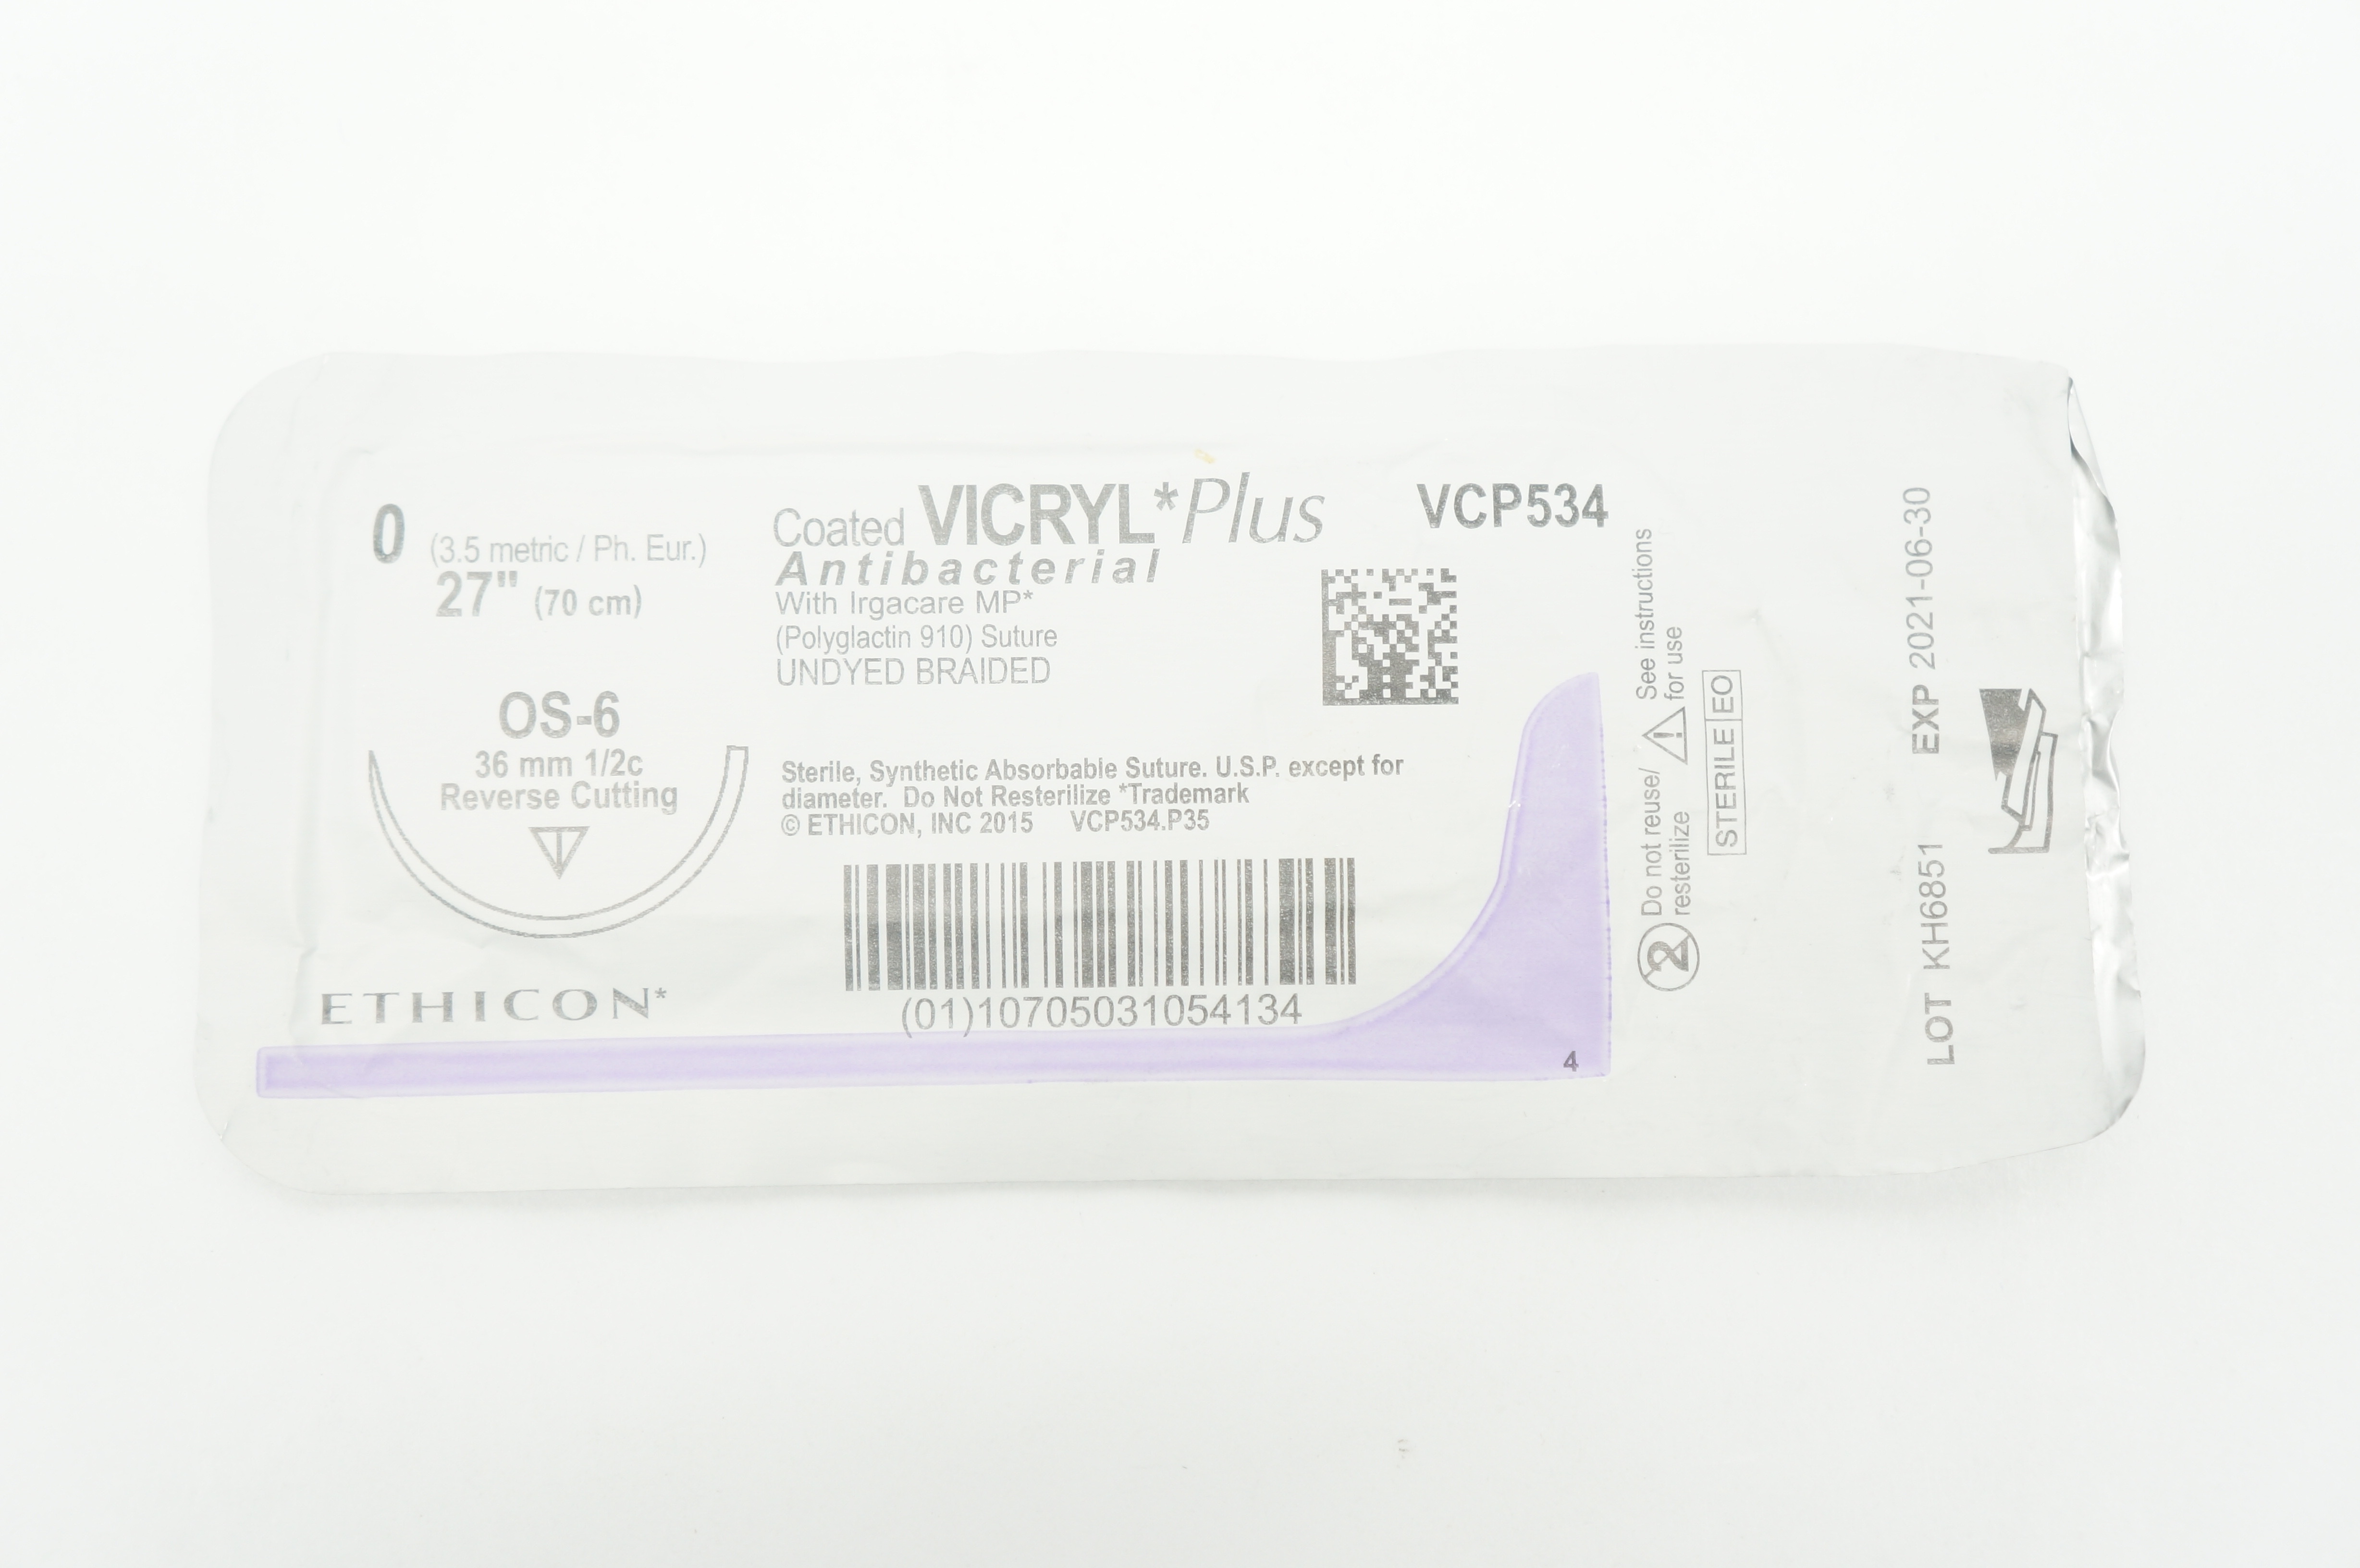 0 (3.5 metric / Ph. Eur.)
27" (70 cm)
OS-6
36 mm 1/2c
Reverse Cutting
ETHICON*
Coated VICRYL*Plus
Antibacterial
With Irgacare MP*
(Polyglactin 910) Suture
UNDYED BRAIDED
VCP534
Sterile, Synthetic Absorbable Suture. U.S.P. except for
diameter. Do Not Resterilize *Trademark
© ETHICON, INC 2015 VCP534.P35
(01)10705031054134
4
2 Do not reuse/
resterilize
See instructions
for use
STERILE EO
LOT KH6851 EXP 2021-06-30